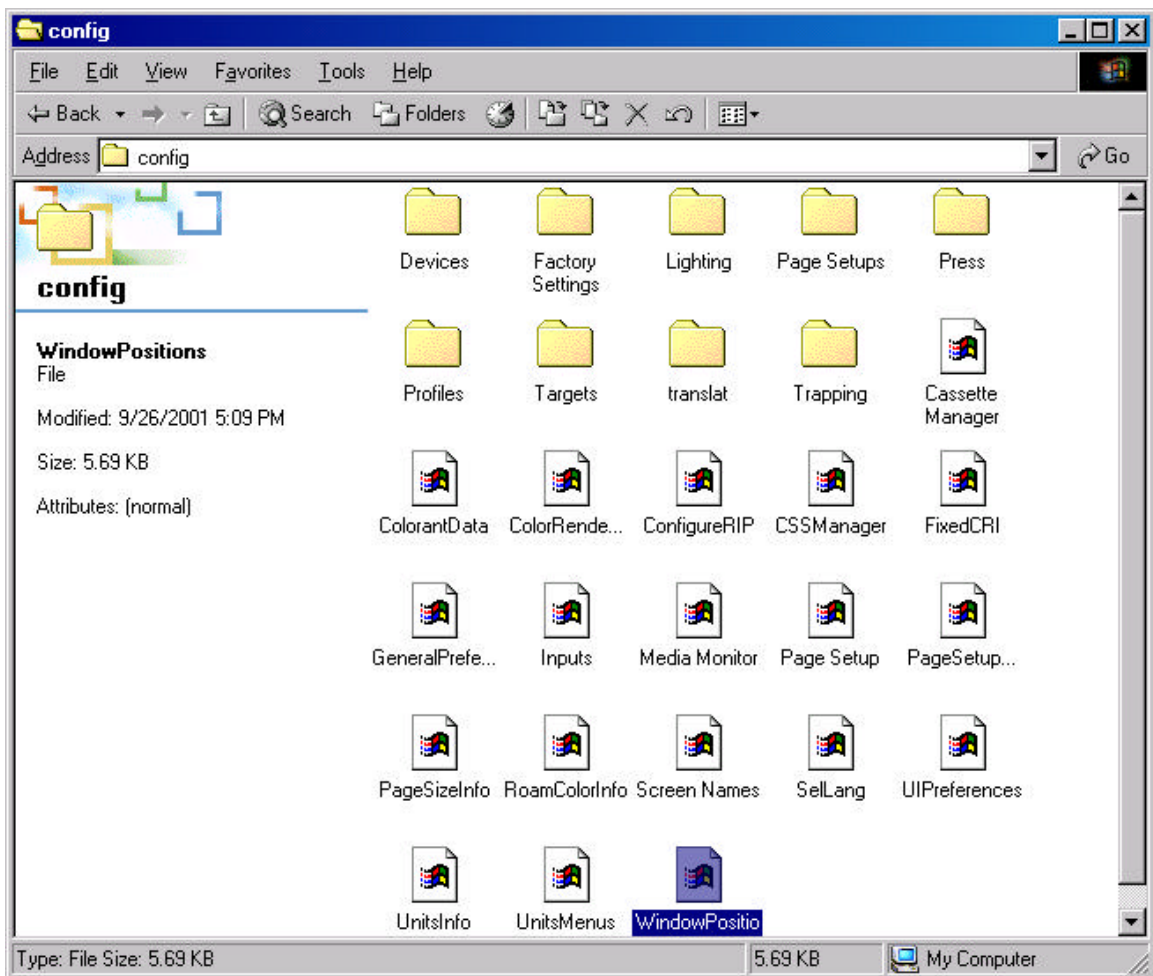 config
File Edit View Favorites Tools Help
Back Search Folders
Address config Go
config
WindowPositions
File
Modified: 9/26/2001 5:09 PM
Size: 5.69 KB
Attributes: (normal)
Devices Factory Settings Lighting Page Setups Press
Profiles Targets translat Trapping Cassette Manager
ColorantData ColorRende... ConfigureRIP CSSManager FixedCRI
GeneralPrefe... Inputs Media Monitor Page Setup PageSetup...
PageSizeInfo RoamColorInfo Screen Names SelLang UIPreferences
UnitsInfo UnitsMenus WindowPositio
Type: File Size: 5.69 KB 5.69 KB My Computer